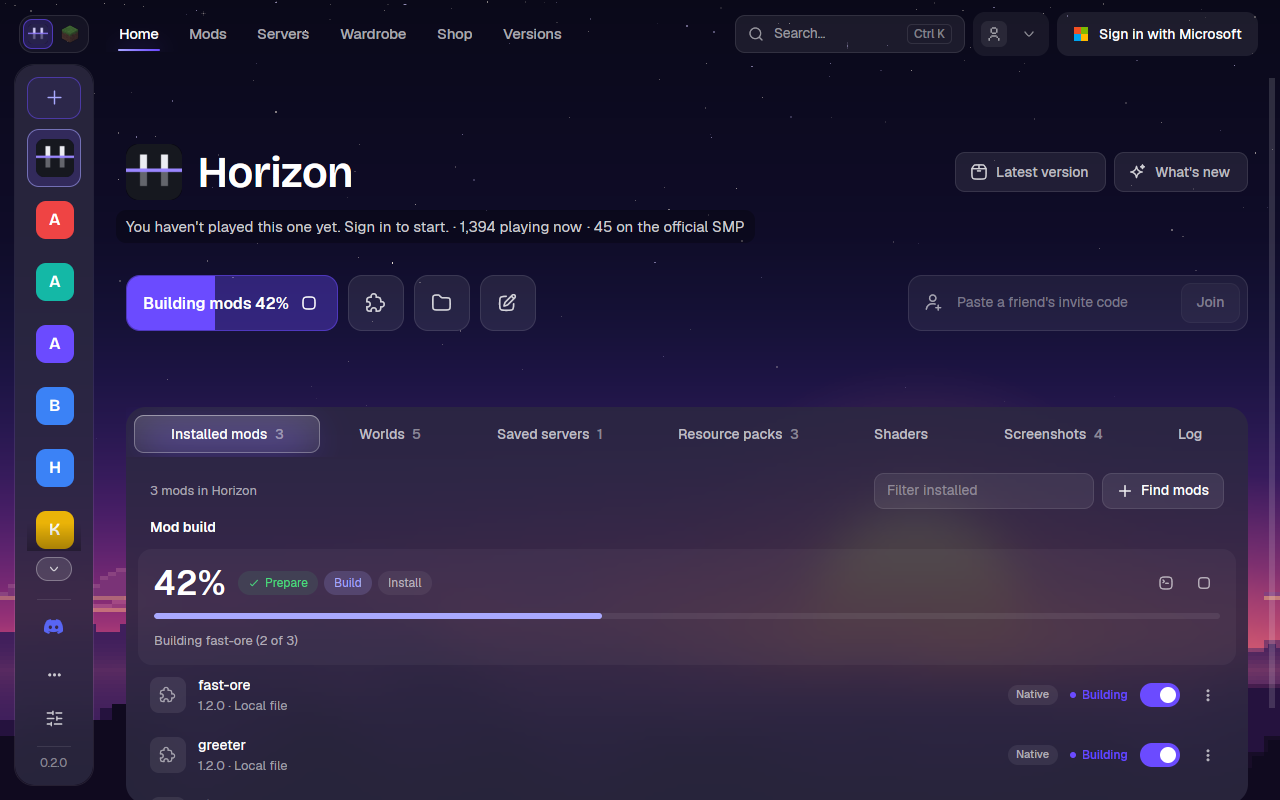 Home Mods Servers Wardrobe Shop Versions Search... Ctrl K Sign in with Microsoft
Horizon
Latest version What's new
You haven't played this one yet. Sign in to start. · 1,394 playing now · 45 on the official SMP
Building mods 42%
Paste a friend's invite code Join
A
A
A
B
H
K
0.2.0
Installed mods 3 Worlds 5 Saved servers 1 Resource packs 3 Shaders Screenshots 4 Log
3 mods in Horizon Filter installed Find mods
Mod build
42% Prepare Build Install
Building fast-ore (2 of 3)
fast-ore
1.2.0 · Local file
Native Building
greeter
1.2.0 · Local file
Native Building